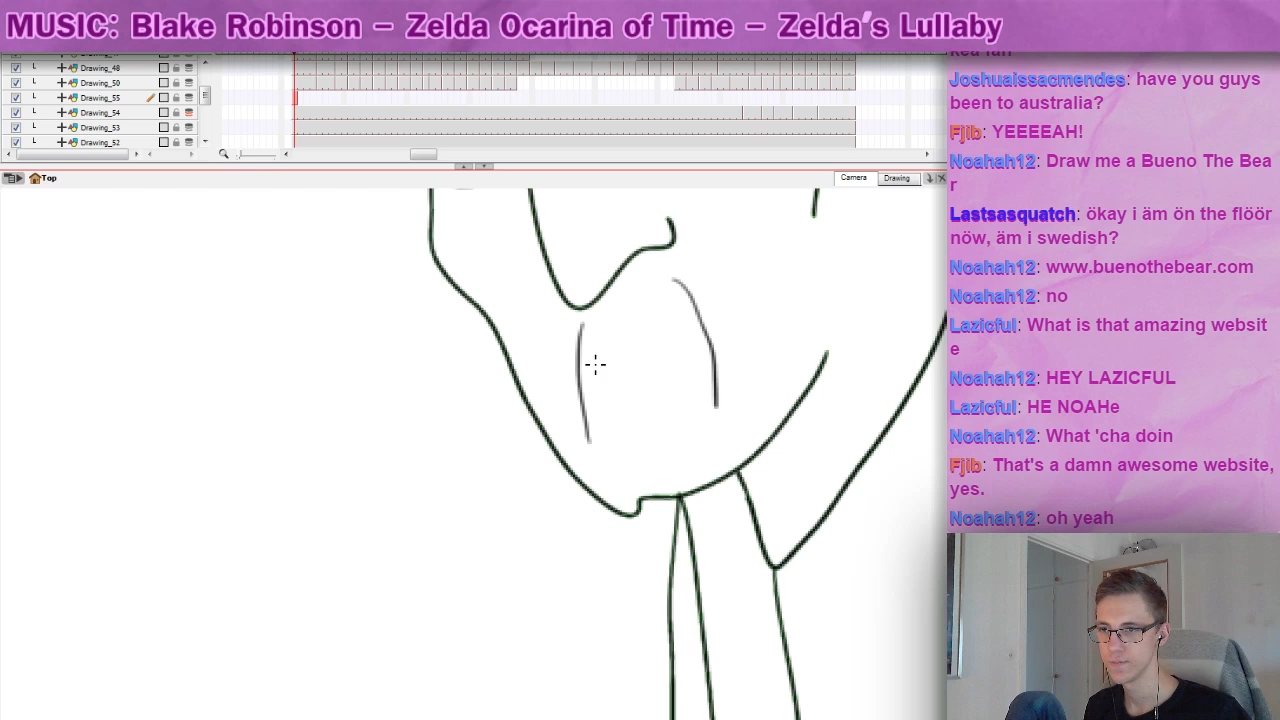 MUSIC: Blake Robinson – Zelda Ocarina of Time – Zelda's Lullaby
Drawing_48
Drawing_50
Drawing_55
Drawing_54
Drawing_53
Drawing_52
Top
Camera
Drawing
Joshuaissacmendes: have you guys
been to australia?
Fjib: YEEEEAH!
Noahah12: Draw me a Bueno The Bea
r
Lastsasquatch: ökay i äm ön the flöör
nöw, äm i swedish?
Noahah12: www.buenothebear.com
Noahah12: no
Lazicful: What is that amazing websit
e
Noahah12: HEY LAZICFUL
Lazicful: HE NOAHe
Noahah12: What 'cha doin
Fjib: That's a damn awesome website,
yes.
Noahah12: oh yeah